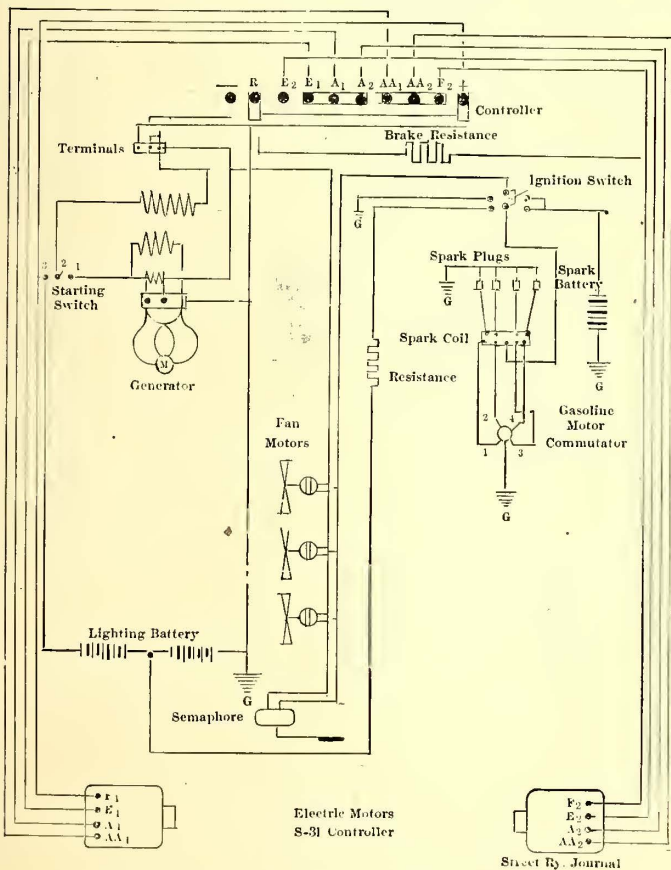 R E2 E1 A1 A2 AA1 AA2 F2 +
Controller
Brake Resistance
Terminals
Ignition Switch
G
Spark Plugs
Spark
Battery
3 2 1
Starting
Switch
G
Spark Coil
M
Generator
Resistance
G
Fan
Motors
2 4
Gasoline
Motor
Commutator
1 3
G
Lighting Battery
G
Semaphore
F1
E1
A1
AA1
Electric Motors
S-31 Controller
F2
E2
A2
AA2
Street Ry. Journal